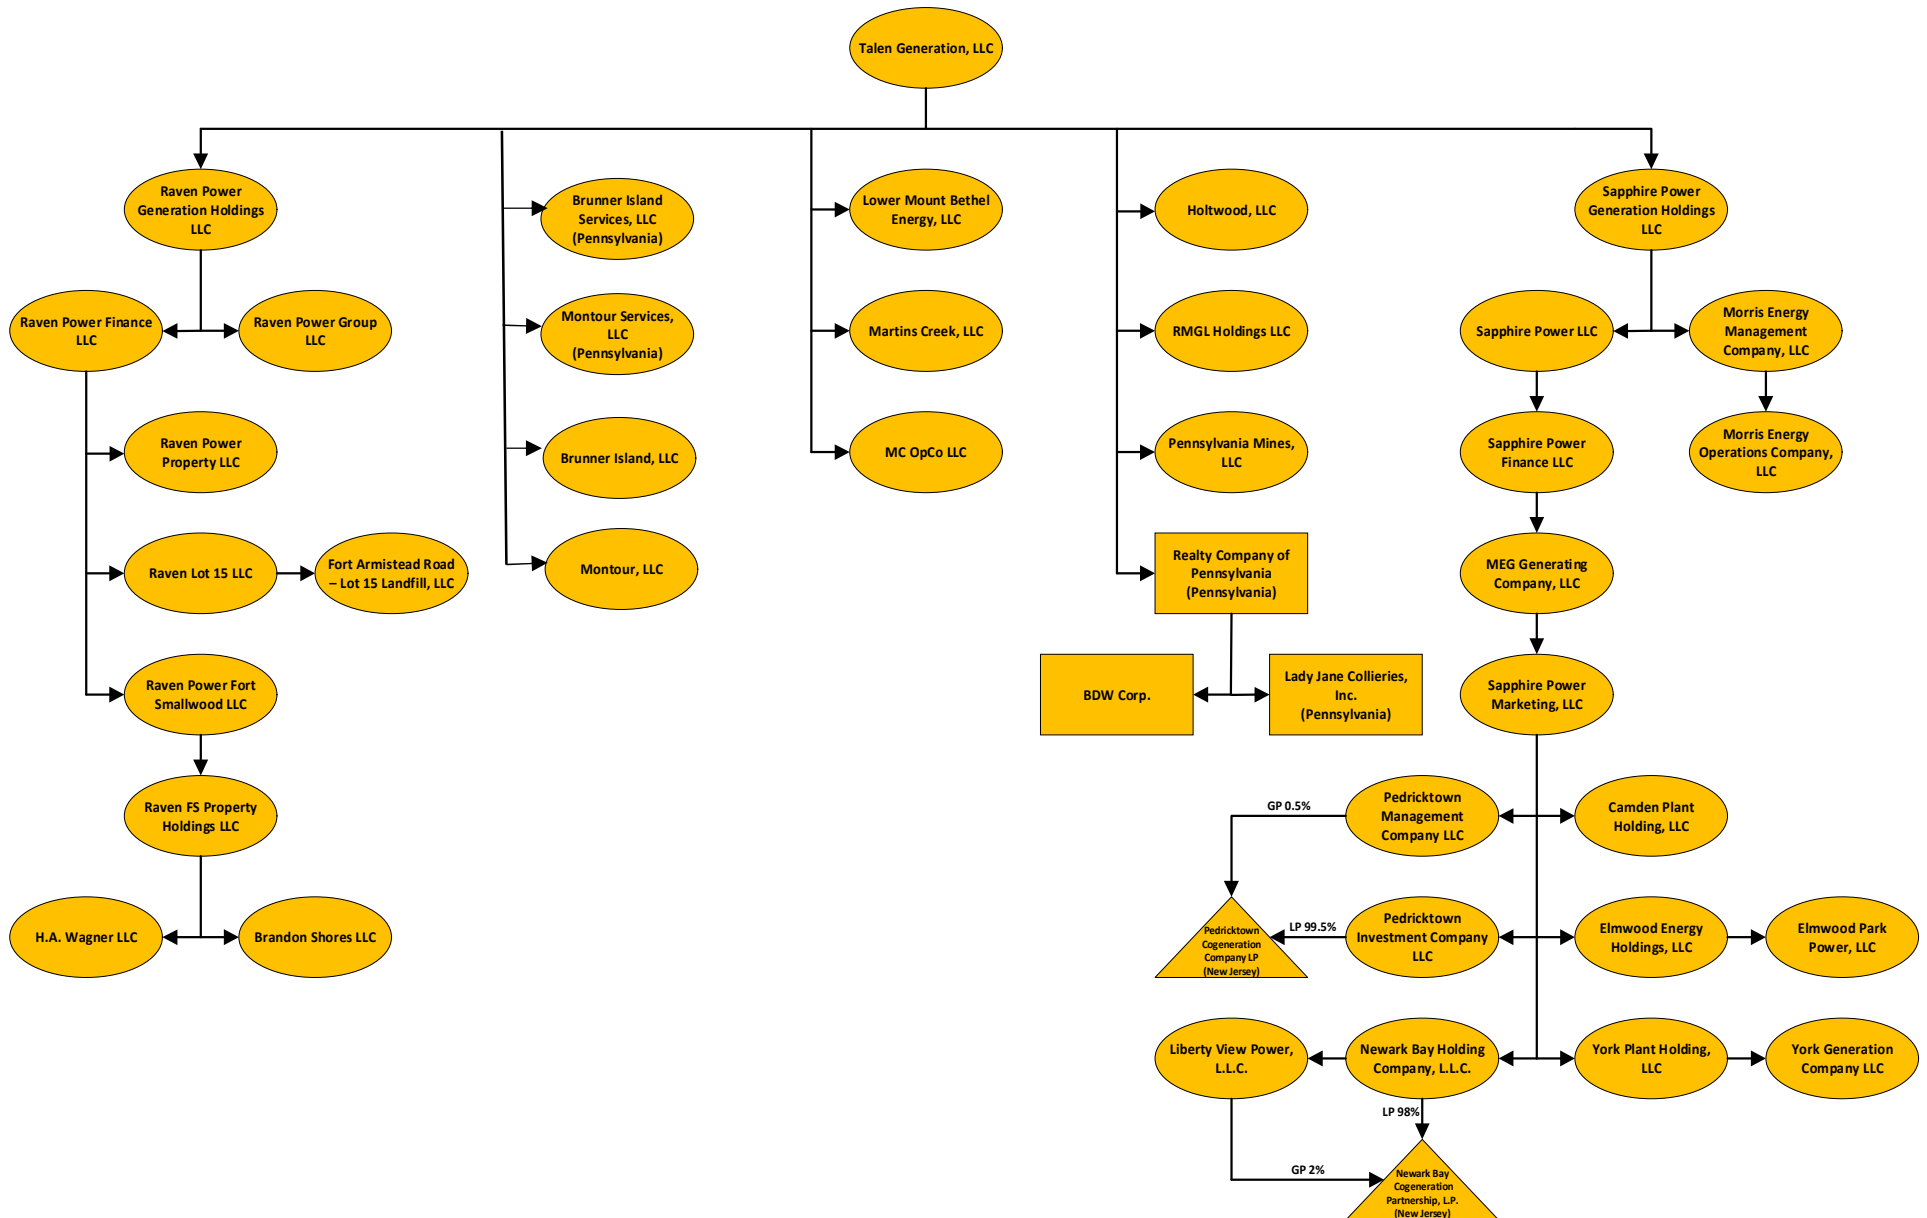 Talen Generation, LLC
Raven Power
Generation Holdings
LLC
Brunner Island
Services, LLC
(Pennsylvania)
Lower Mount Bethel
Energy, LLC
Holtwood, LLC
Sapphire Power
Generation Holdings
LLC
Raven Power Finance
LLC
Raven Power Group
LLC
Montour Services,
LLC
(Pennsylvania)
Martins Creek, LLC
RMGL Holdings LLC
Sapphire Power LLC
Morris Energy
Management
Company, LLC
Raven Power
Property LLC
Brunner Island, LLC
MC OpCo LLC
Pennsylvania Mines,
LLC
Sapphire Power
Finance LLC
Morris Energy
Operations Company,
LLC
Raven Lot 15 LLC
Fort Armistead Road
– Lot 15 Landfill, LLC
Montour, LLC
Realty Company of
Pennsylvania
(Pennsylvania)
MEG Generating
Company, LLC
Raven Power Fort
Smallwood LLC
BDW Corp.
Lady Jane Collieries,
Inc.
(Pennsylvania)
Sapphire Power
Marketing, LLC
Raven FS Property
Holdings LLC
GP 0.5%
Pedricktown
Management
Company LLC
Camden Plant
Holding, LLC
H.A. Wagner LLC
Brandon Shores LLC
Pedricktown
Cogeneration
Company LP
(New Jersey)
LP 99.5%
Pedricktown
Investment Company
LLC
Elmwood Energy
Holdings, LLC
Elmwood Park
Power, LLC
Liberty View Power,
L.L.C.
Newark Bay Holding
Company, L.L.C.
York Plant Holding,
LLC
York Generation
Company LLC
LP 98%
GP 2%
Newark Bay
Cogeneration
Partnership, L.P.
(New Jersey)